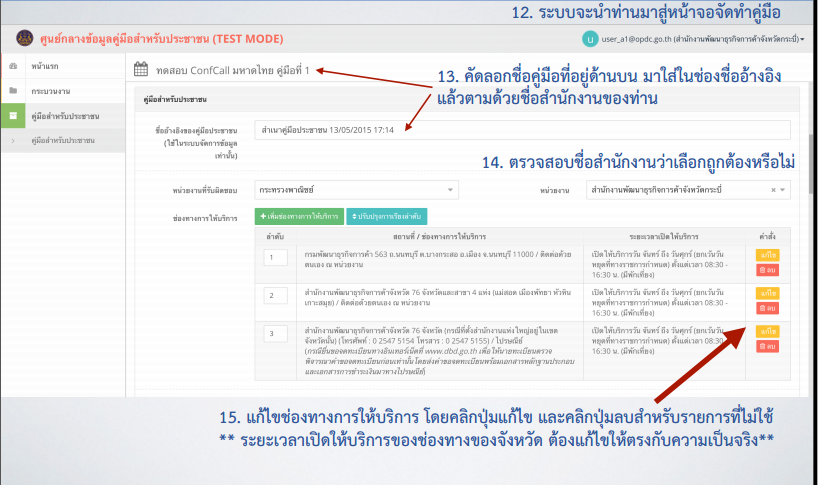 12. ระบบจะนำท่านมาสู่หน้าจอจัดทำคู่มือ
ศูนย์กลางข้อมูลคู่มือสำหรับประชาชน (TEST MODE)
U user_a1@opdc.go.th (สำนักงานพัฒนาธุรกิจการค้าจังหวัดกระบี่)
หน้าแรก
กระบวนงาน
คู่มือสำหรับประชาชน
คู่มือสำหรับประชาชน
ทดสอบ ConfCall มหาดไทย คู่มือที่ 1
13. คัดลอกชื่อคู่มือที่อยู่ด้านบน มาใส่ในช่องชื่ออ้างอิง
แล้วตามด้วยชื่อสำนักงานของท่าน
คู่มือสำหรับประชาชน
ชื่ออ้างอิงของคู่มือประชาชน
(ใช้ในระบบจัดการข้อมูล
เท่านั้น)
สำเนาคู่มือประชาชน 13/05/2015 17:14
14. ตรวจสอบชื่อสำนักงานว่าเลือกถูกต้องหรือไม่
หน่วยงานที่รับผิดชอบ กระทรวงพาณิชย์ หน่วยงาน สำนักงานพัฒนาธุรกิจการค้าจังหวัดกระบี่ ×
ช่องทางการให้บริการ + เพิ่มช่องทางการให้บริการ ปรับปรุงการเรียงลำดับ
ลำดับ สถานที่ / ช่องทางการให้บริการ ระยะเวลาเปิดให้บริการ คำสั่ง
1 กรมพัฒนาธุรกิจการค้า 563 ถ.นนทบุรี ต.บางกระสอ อ.เมือง จ.นนทบุรี 11000 / ติดต่อด้วย
ตนเอง ณ หน่วยงาน
เปิดให้บริการวัน จันทร์ ถึง วันศุกร์ (ยกเว้นวัน
หยุดที่ทางราชการกำหนด) ตั้งแต่เวลา 08:30 -
16:30 น. (มีพักเที่ยง)
แก้ไข
ลบ
2 สำนักงานพัฒนาธุรกิจการค้าจังหวัด 76 จังหวัดและสาขา 4 แห่ง (แม่สอด เมืองพัทยา หัวหิน
เกาะสมุย) / ติดต่อด้วยตนเอง ณ หน่วยงาน
เปิดให้บริการวัน จันทร์ ถึง วันศุกร์ (ยกเว้นวัน
หยุดที่ทางราชการกำหนด) ตั้งแต่เวลา 08:30 -
16:30 น. (มีพักเที่ยง)
แก้ไข
ลบ
3 สำนักงานพัฒนาธุรกิจการค้าจังหวัด 76 จังหวัด (กรณีที่ตั้งสำนักงานแห่งใหญ่อยู่ในเขต
จังหวัดนั้น) (โทรศัพท์ : 0 2547 5154 โทรสาร : 0 2547 5155) / ไปรษณีย์
(กรณียื่นขอจดทะเบียนทางอินเทอร์เน็ตที่ www.dbd.go.th เพื่อให้นายทะเบียนตรวจ
พิจารณาคำขอจดทะเบียนก่อนเท่านั้น โดยส่งคำขอจดทะเบียนพร้อมเอกสารหลักฐานประกอบ
และเอกสารการชำระเงินมาทางไปรษณีย์)
เปิดให้บริการวัน จันทร์ ถึง วันศุกร์ (ยกเว้นวัน
หยุดที่ทางราชการกำหนด) ตั้งแต่เวลา 08:30 -
16:30 น. (มีพักเที่ยง)
แก้ไข
ลบ
15. แก้ไขช่องทางการให้บริการ โดยคลิกปุ่มแก้ไข และคลิกปุ่มลบสำหรับรายการที่ไม่ใช้
** ระยะเวลาเปิดให้บริการของช่องทางของจังหวัด ต้องแก้ไขให้ตรงกับความเป็นจริง**